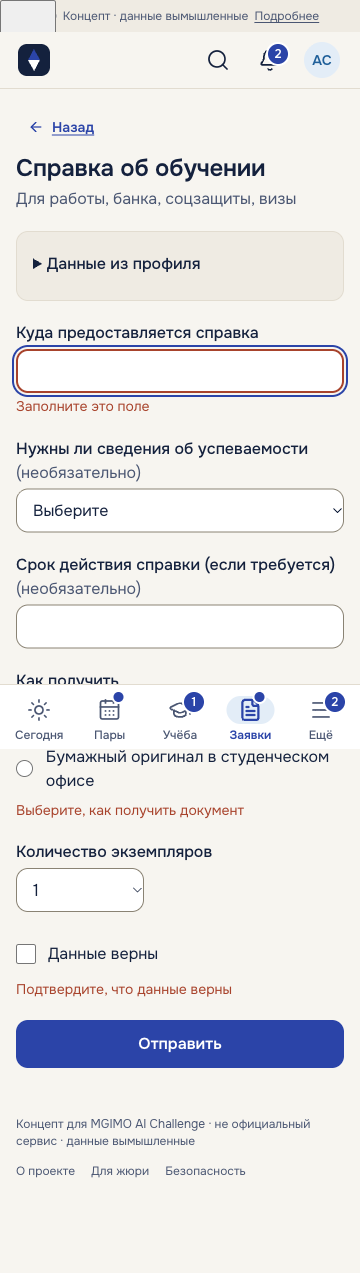 Концепт · данные вымышленные Подробнее
2
АС
Назад
Справка об обучении
Для работы, банка, соцзащиты, визы
Данные из профиля
Куда предоставляется справка
Заполните это поле
Нужны ли сведения об успеваемости
(необязательно)
Выберите
Срок действия справки (если требуется)
(необязательно)
Как получить
1
2
Сегодня Пары Учёба Заявки Ещё
Бумажный оригинал в студенческом
офисе
Выберите, как получить документ
Количество экземпляров
1
Данные верны
Подтвердите, что данные верны
Отправить
Концепт для MGIMO AI Challenge · не официальный
сервис · данные вымышленные
О проекте Для жюри Безопасность